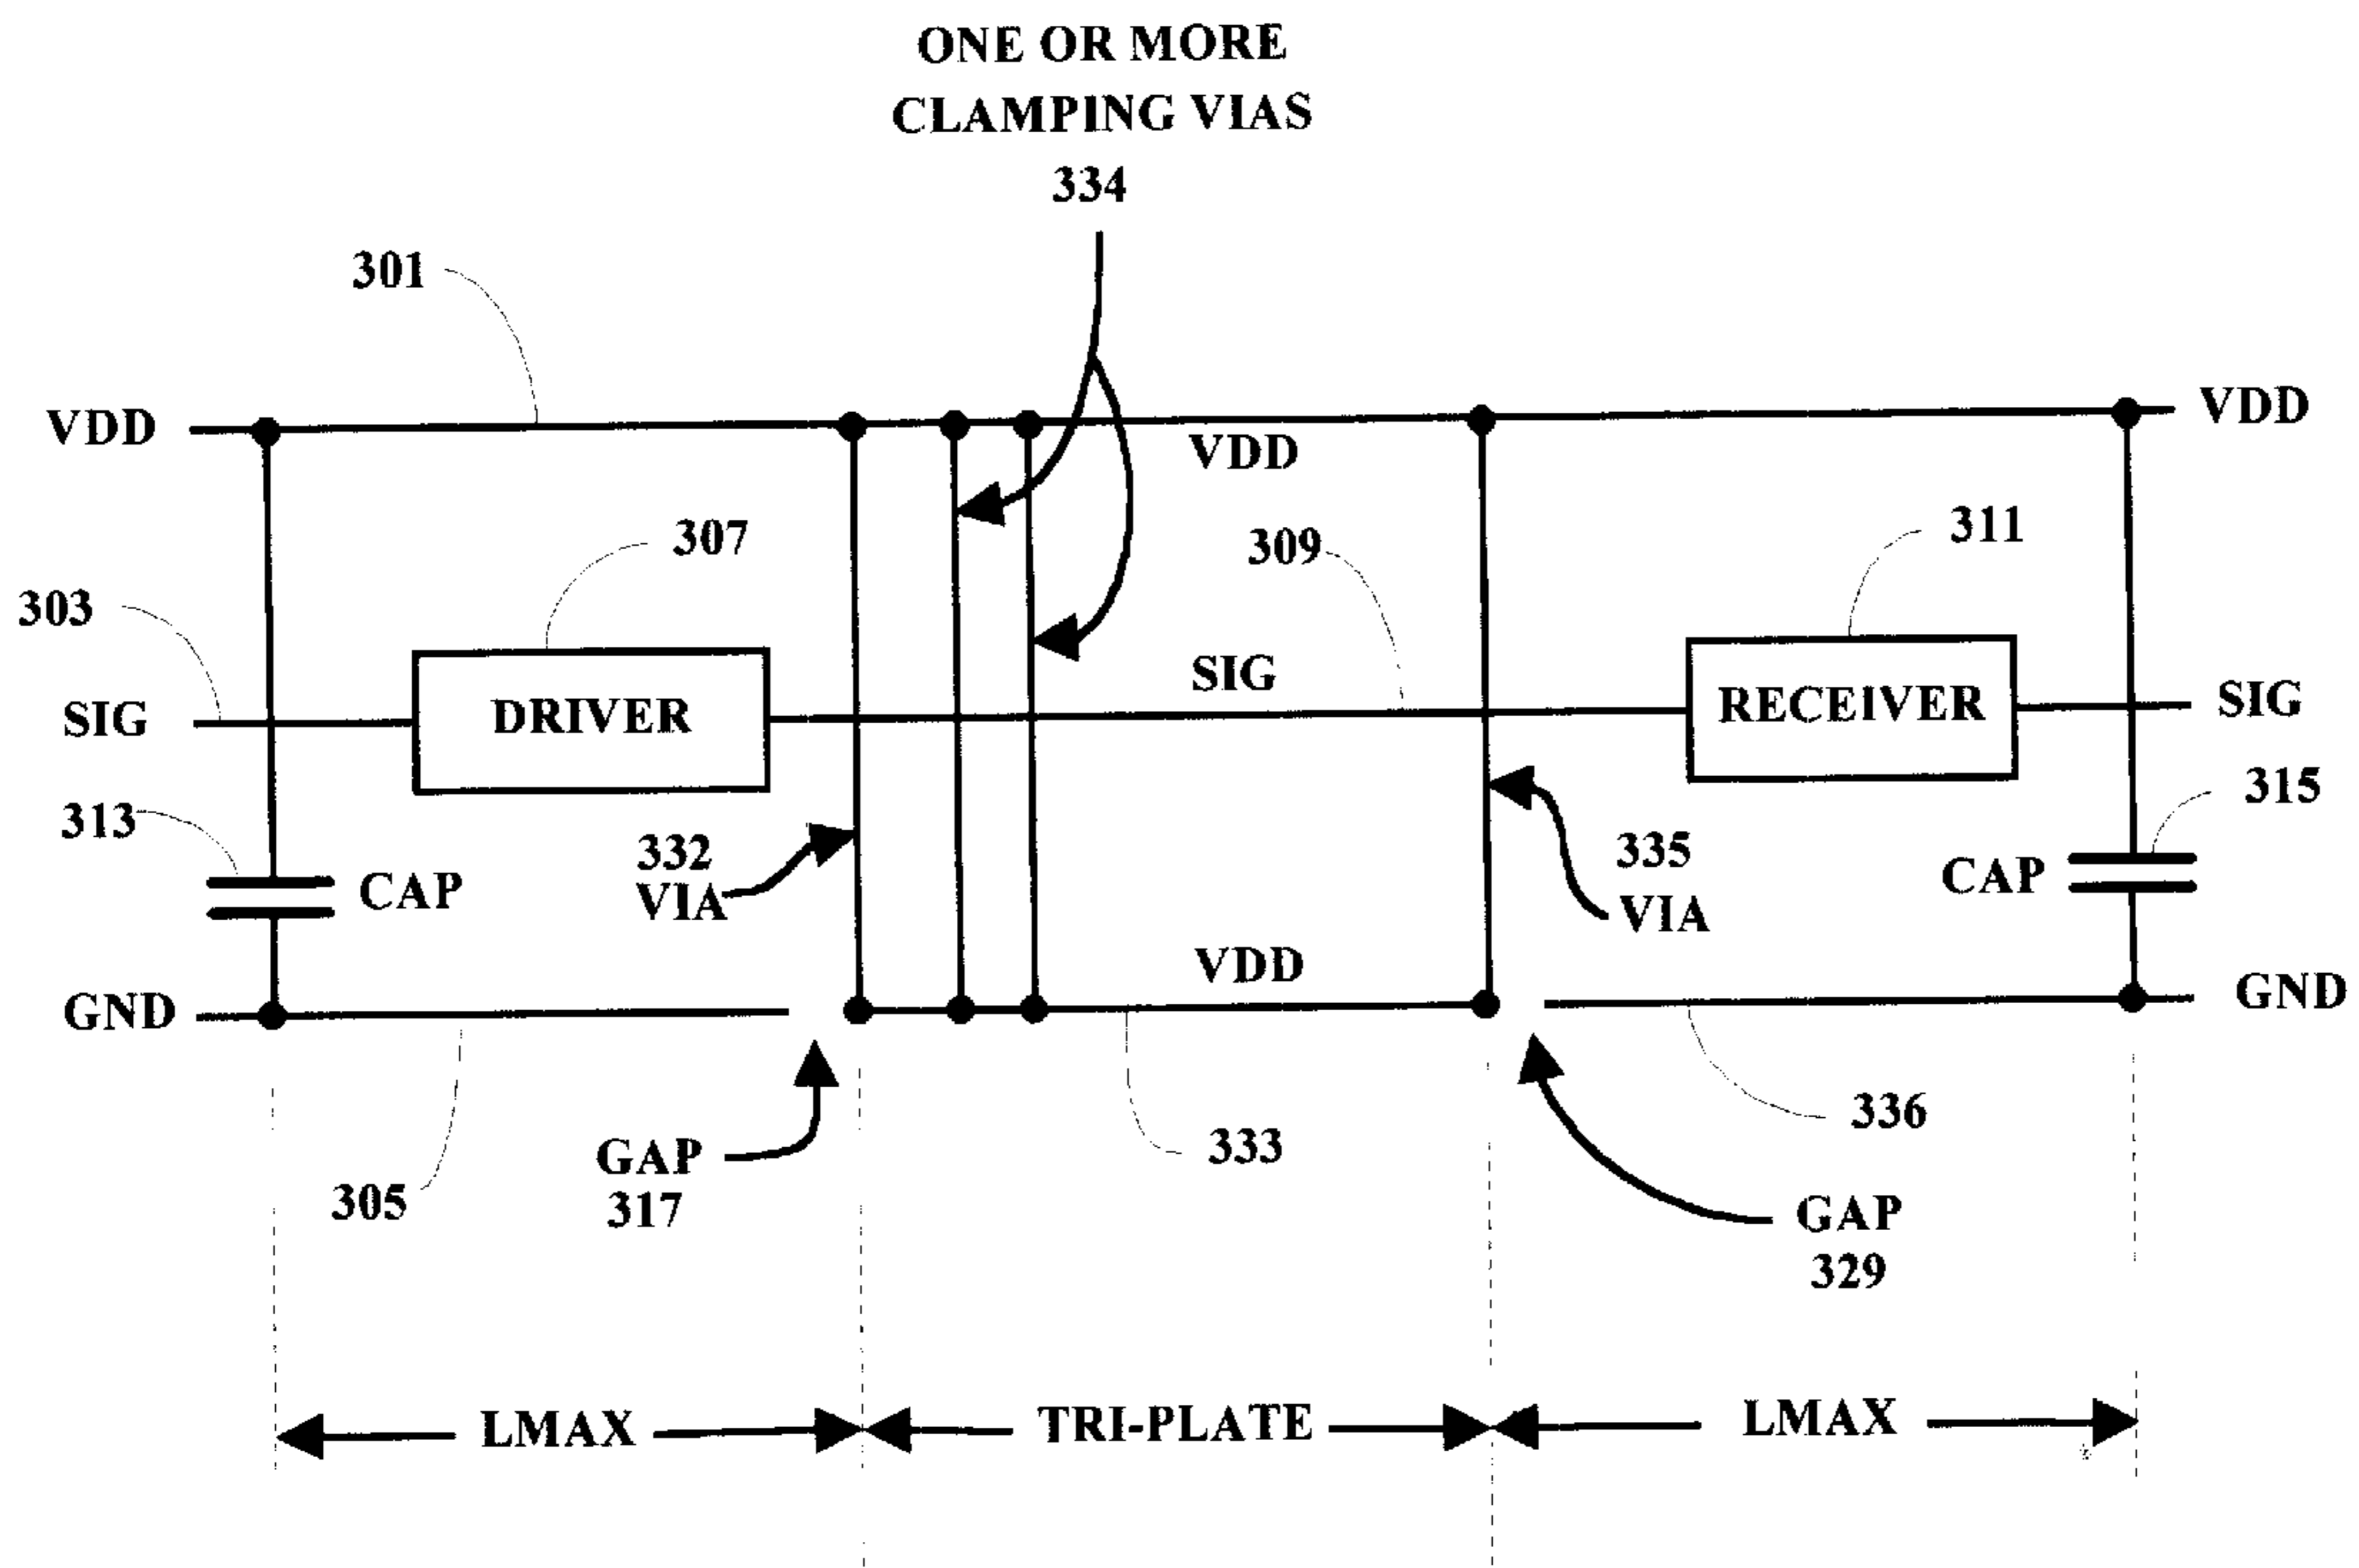 ONE OR MORE
CLAMPING VIAS
334
301
VDD
VDD
VDD
307
309
311
303
SIG
DRIVER
SIG
RECEIVER
SIG
313
315
CAP
332
VIA
335
VIA
CAP
GND
VDD
GND
305
GAP
317
333
336
GAP
329
LMAX
TRI-PLATE
LMAX